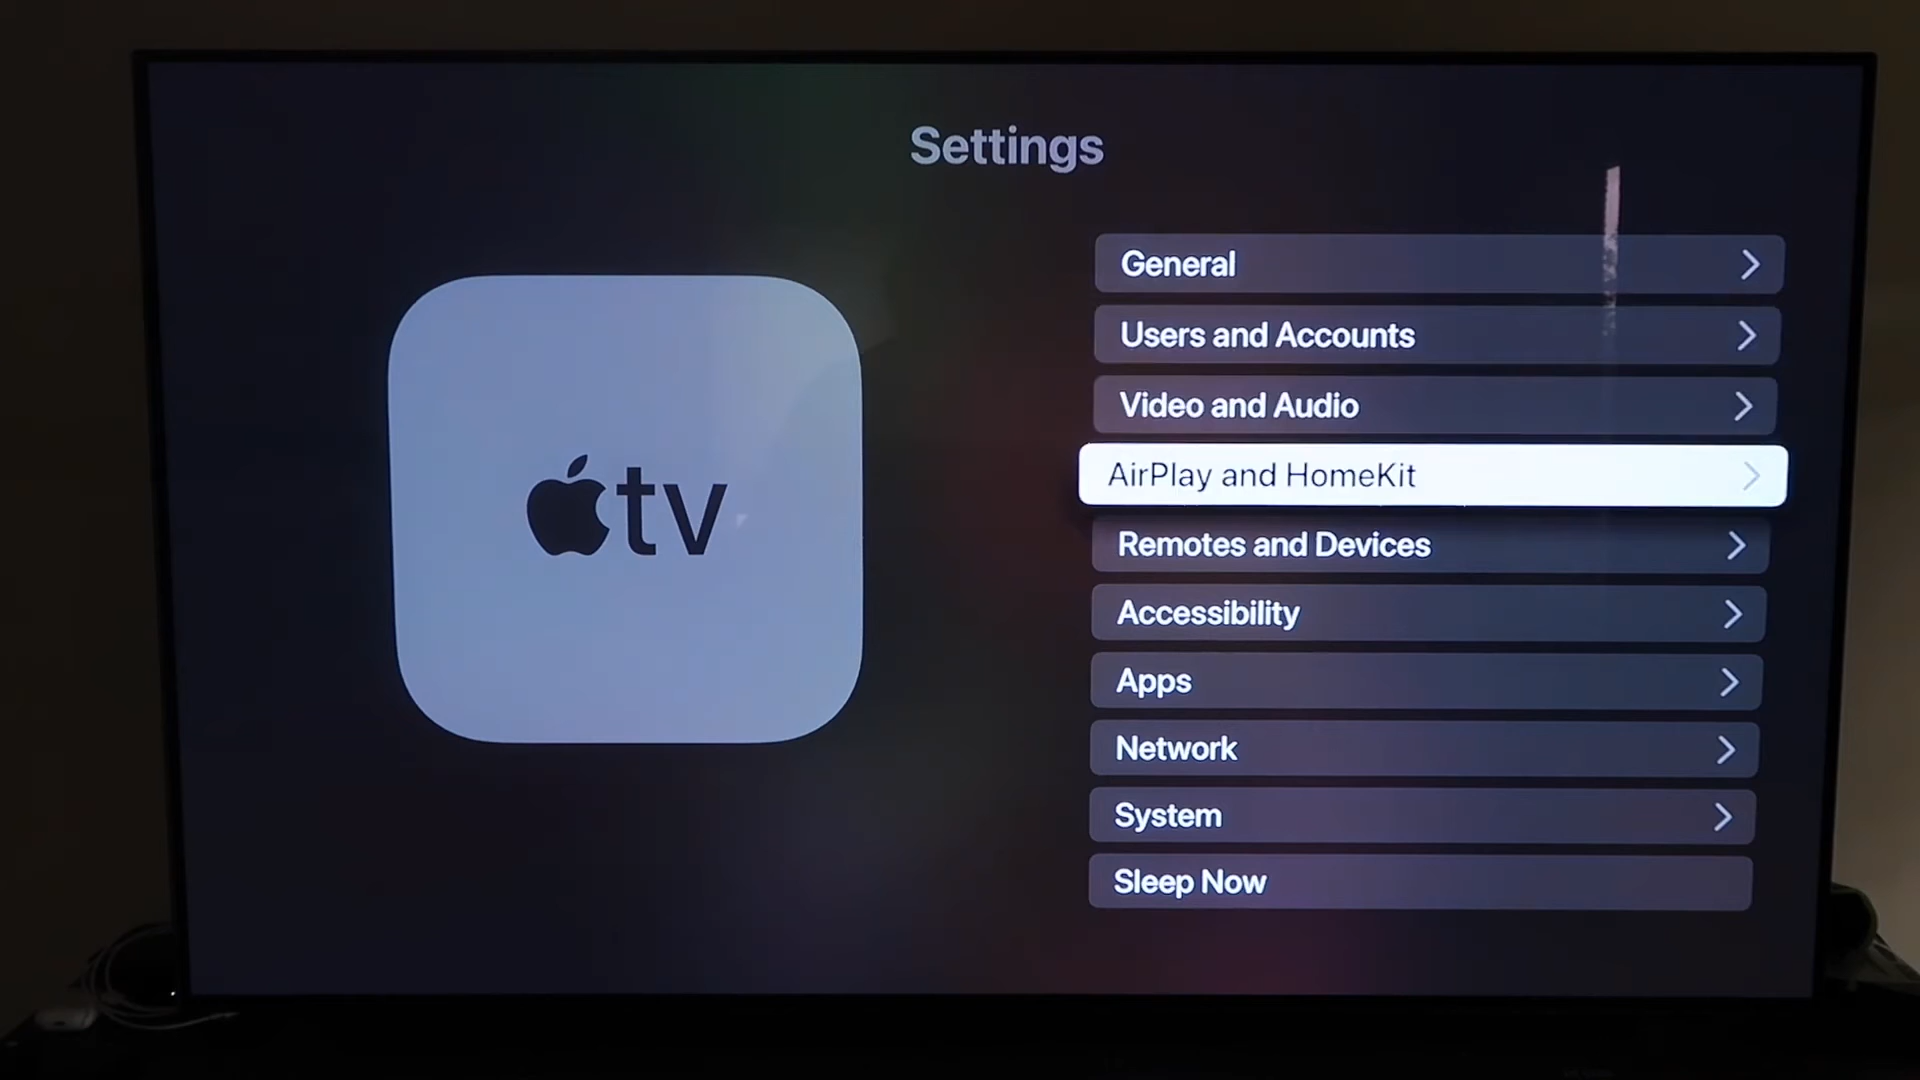 Settings
General
Users and Accounts
Video and Audio
tv
AirPlay and HomeKit
Remotes and Devices
Accessibility
Apps
Network
System
Sleep Now